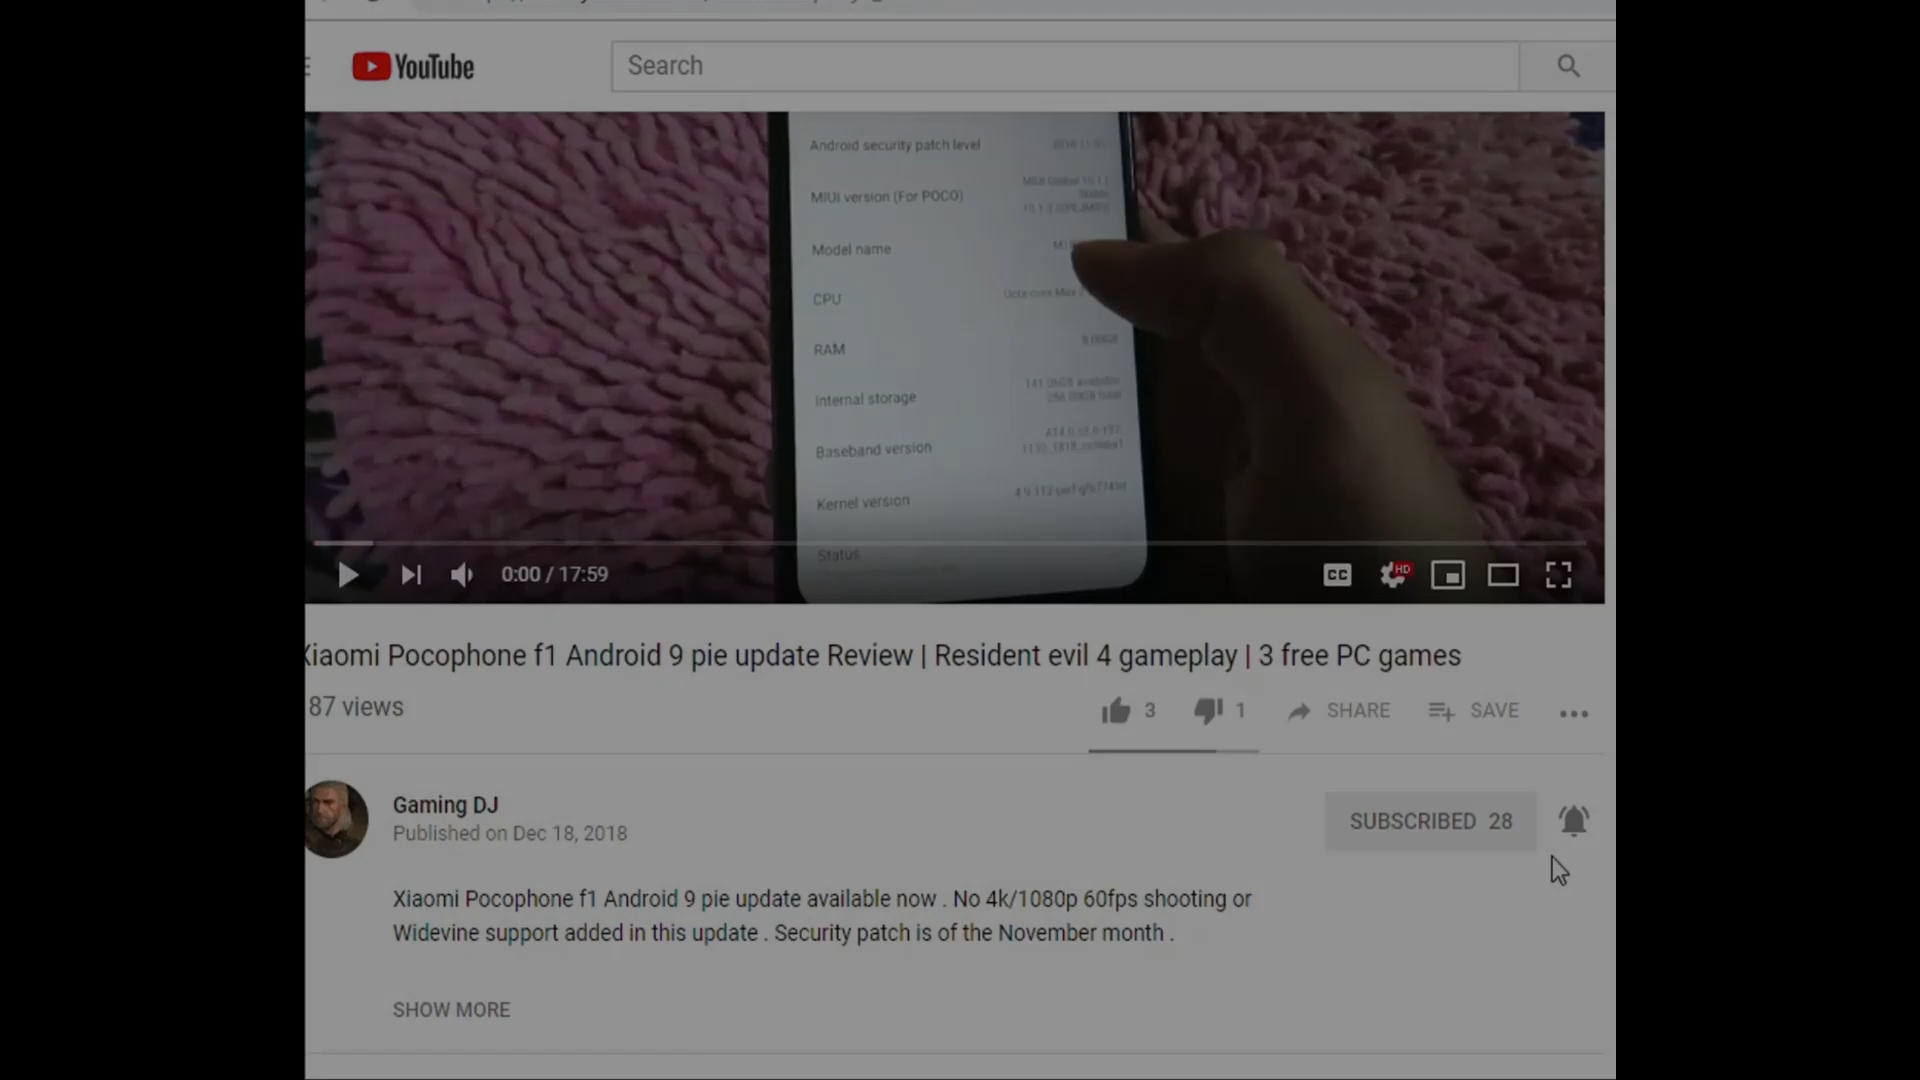 YouTube
Search
Android security patch level
MIUI version (For POCO)
Model name
CPU
RAM
Internal storage
Baseband version
Kernel version
Status
0:00 / 17:59
CC
HD
Xiaomi Pocophone f1 Android 9 pie update Review | Resident evil 4 gameplay | 3 free PC games
87 views
3
1
SHARE
SAVE
Gaming DJ
Published on Dec 18, 2018
SUBSCRIBED 28
Xiaomi Pocophone f1 Android 9 pie update available now . No 4k/1080p 60fps shooting or
Widevine support added in this update . Security patch is of the November month .
SHOW MORE